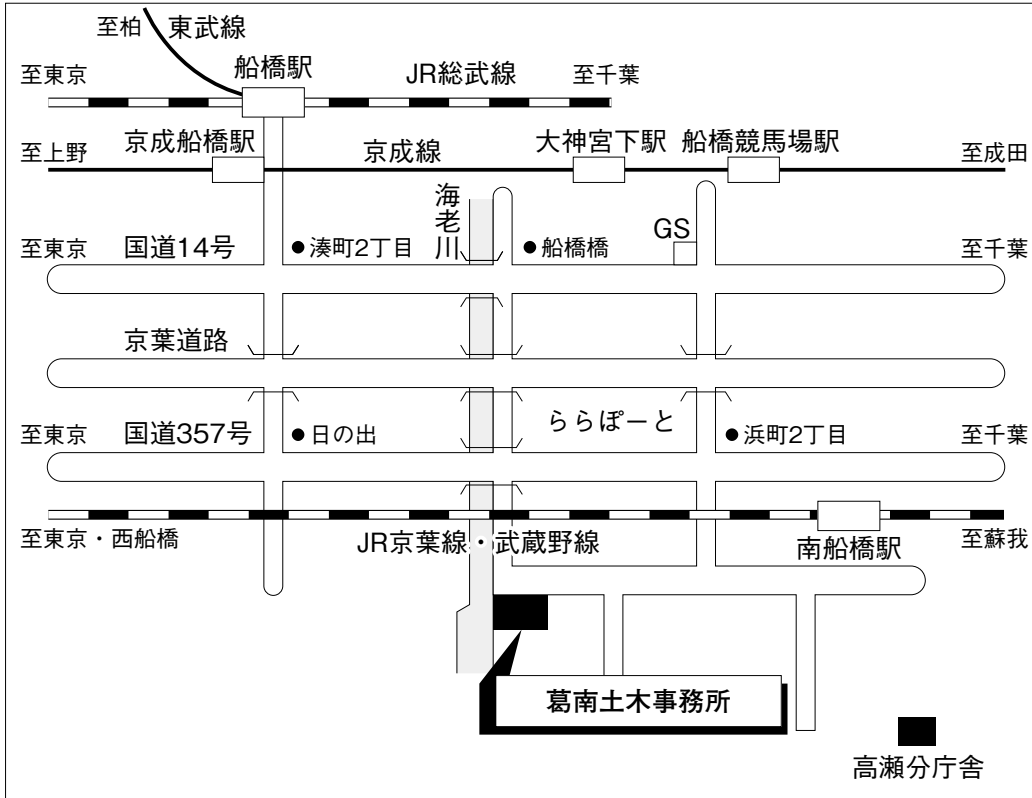 至柏
東武線
船橋駅
至東京
JR総武線
至千葉
京成船橋駅
至上野
京成線
大神宮下駅
船橋競馬場駅
至成田
海老川
GS
至東京
国道14号
●湊町2丁目
●船橋橋
至千葉
京葉道路
ららぽーと
至東京
国道357号
●日の出
●浜町2丁目
至千葉
至東京・西船橋
JR京葉線・武蔵野線
南船橋駅
至蘇我
葛南土木事務所
高瀬分庁舎